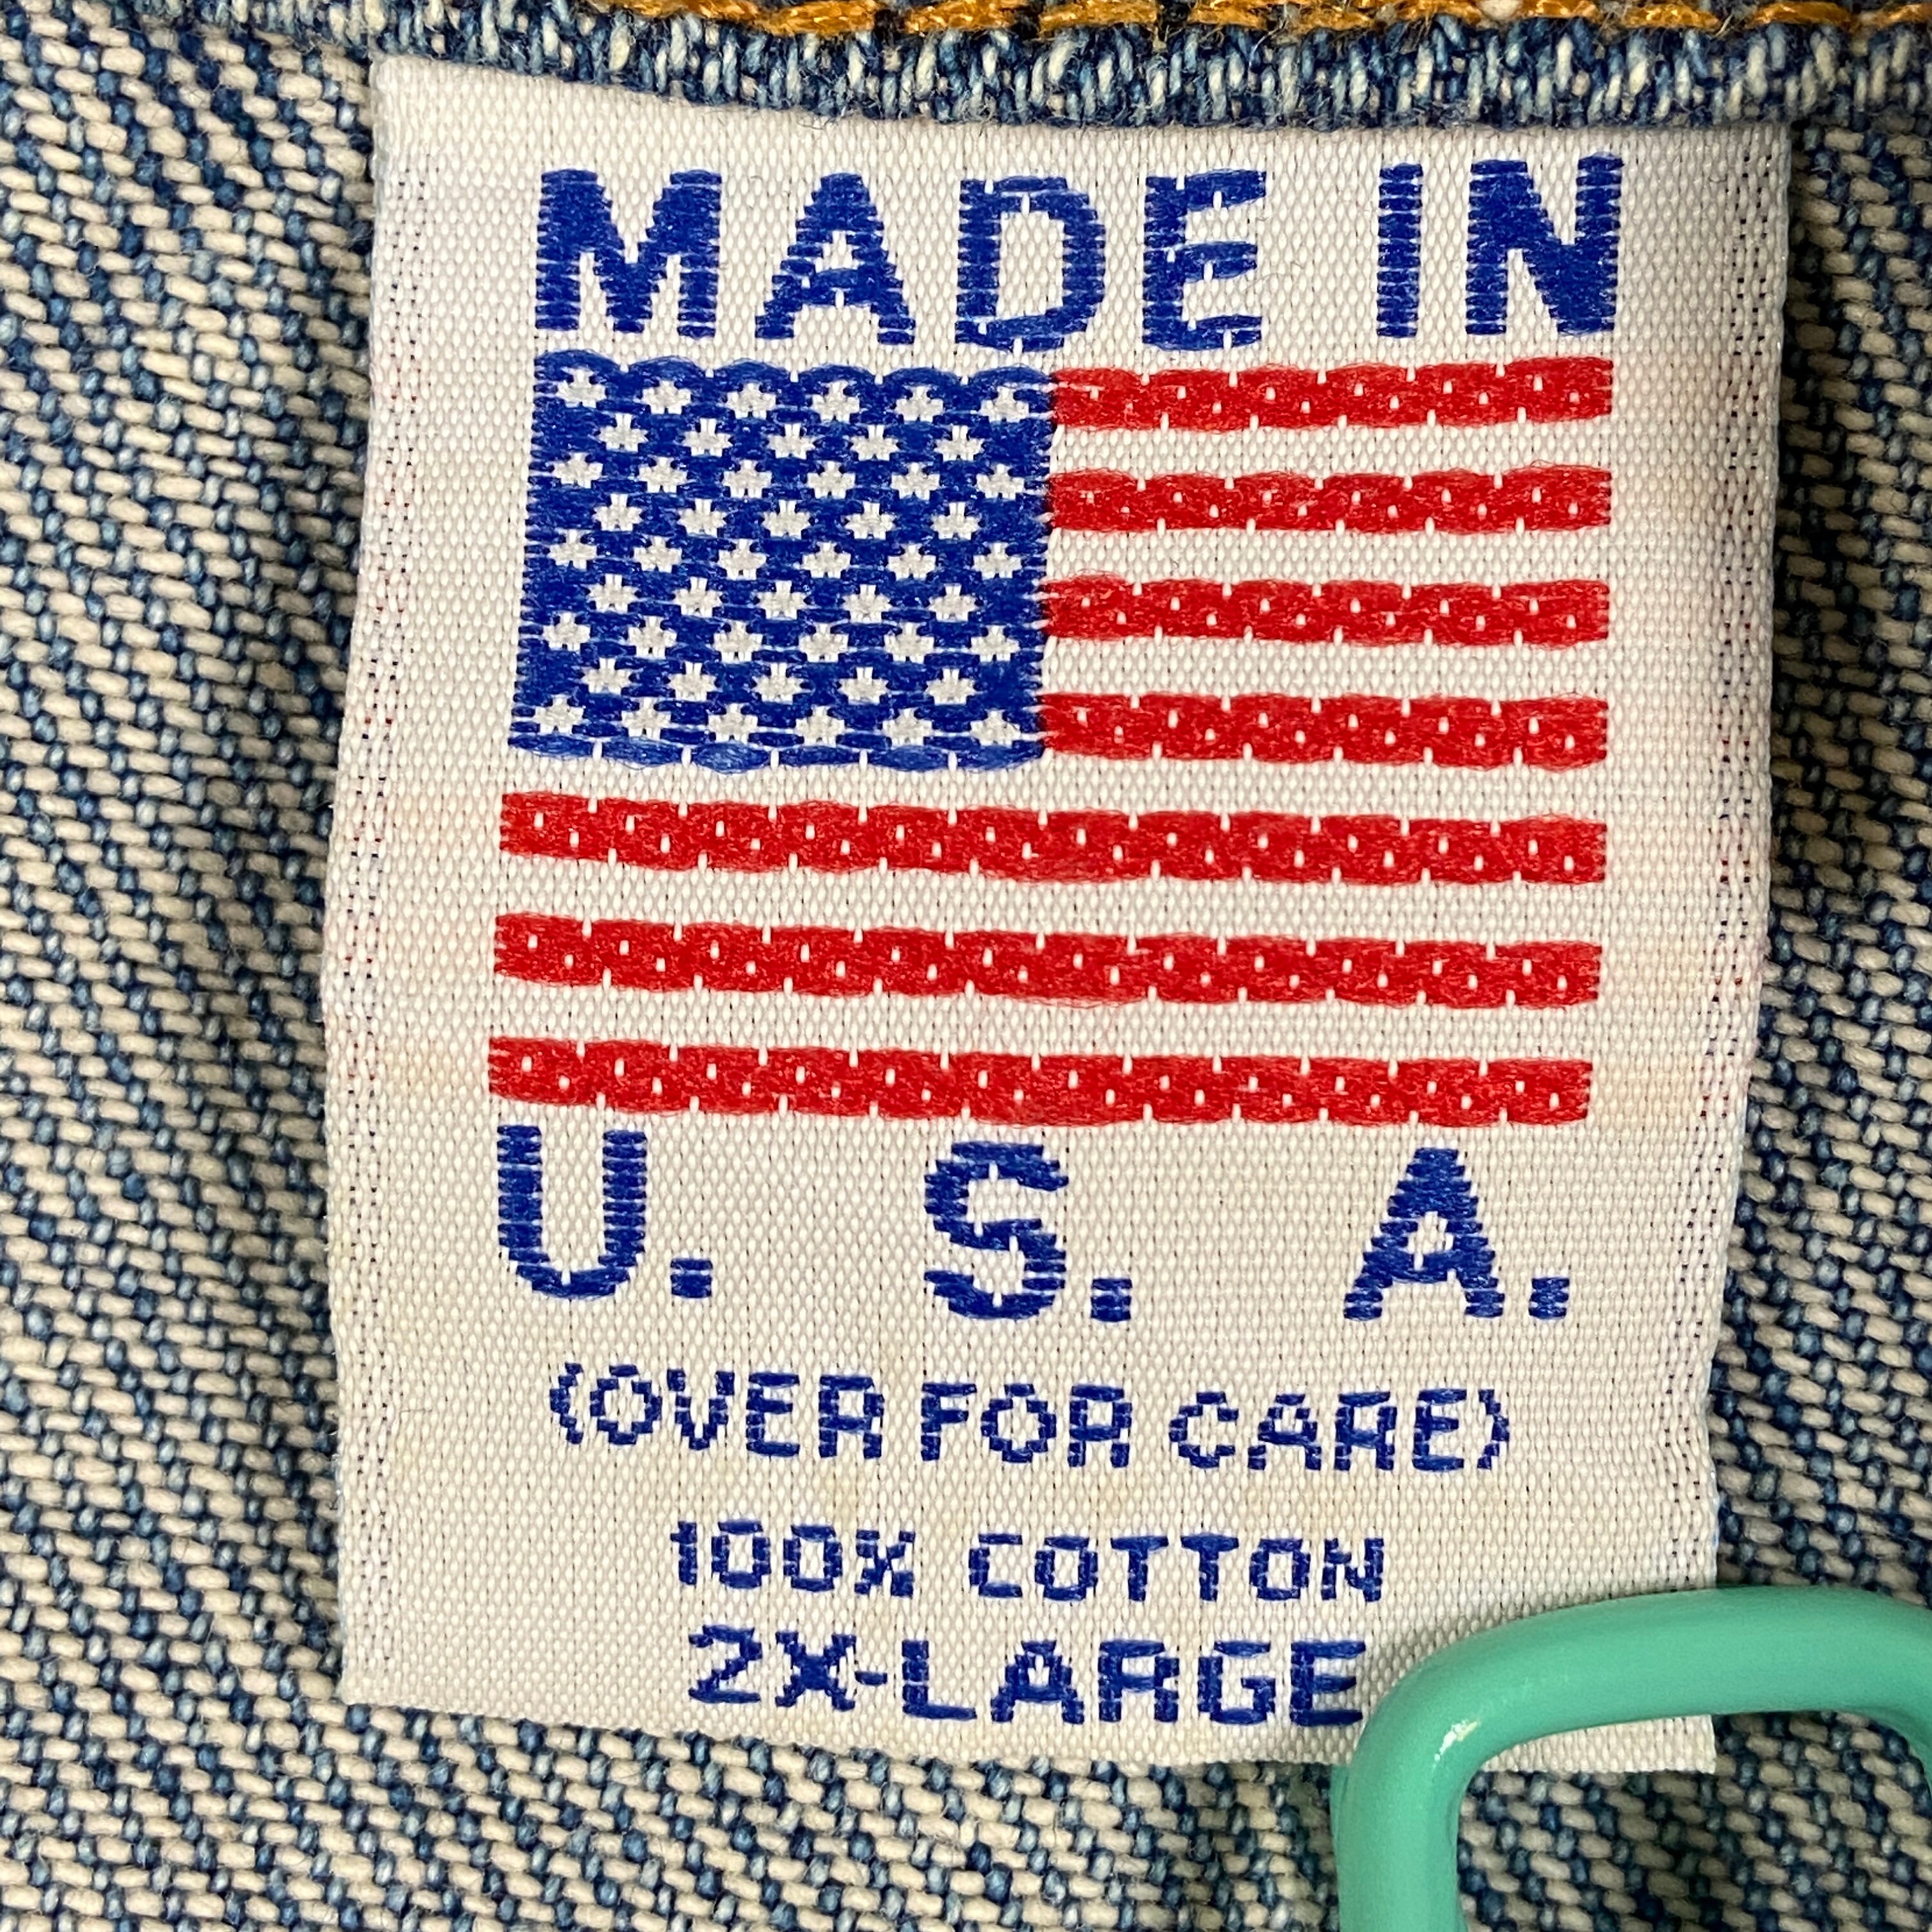 MADE IN
U. S. A.
(OVER FOR CARE)
100% COTTON
2X-LARGE